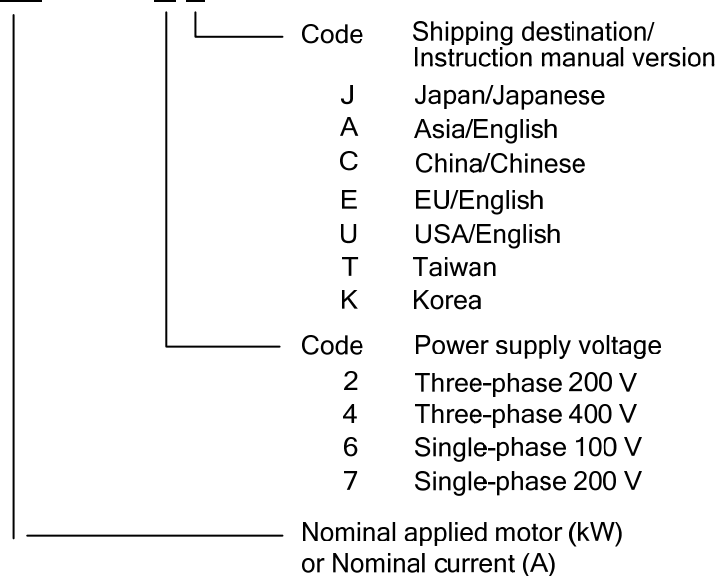 Code Shipping destination/
Instruction manual version
J Japan/Japanese
A Asia/English
C China/Chinese
E EU/English
U USA/English
T Taiwan
K Korea
Code Power supply voltage
2 Three-phase 200 V
4 Three-phase 400 V
6 Single-phase 100 V
7 Single-phase 200 V
Nominal applied motor (kW)
or Nominal current (A)